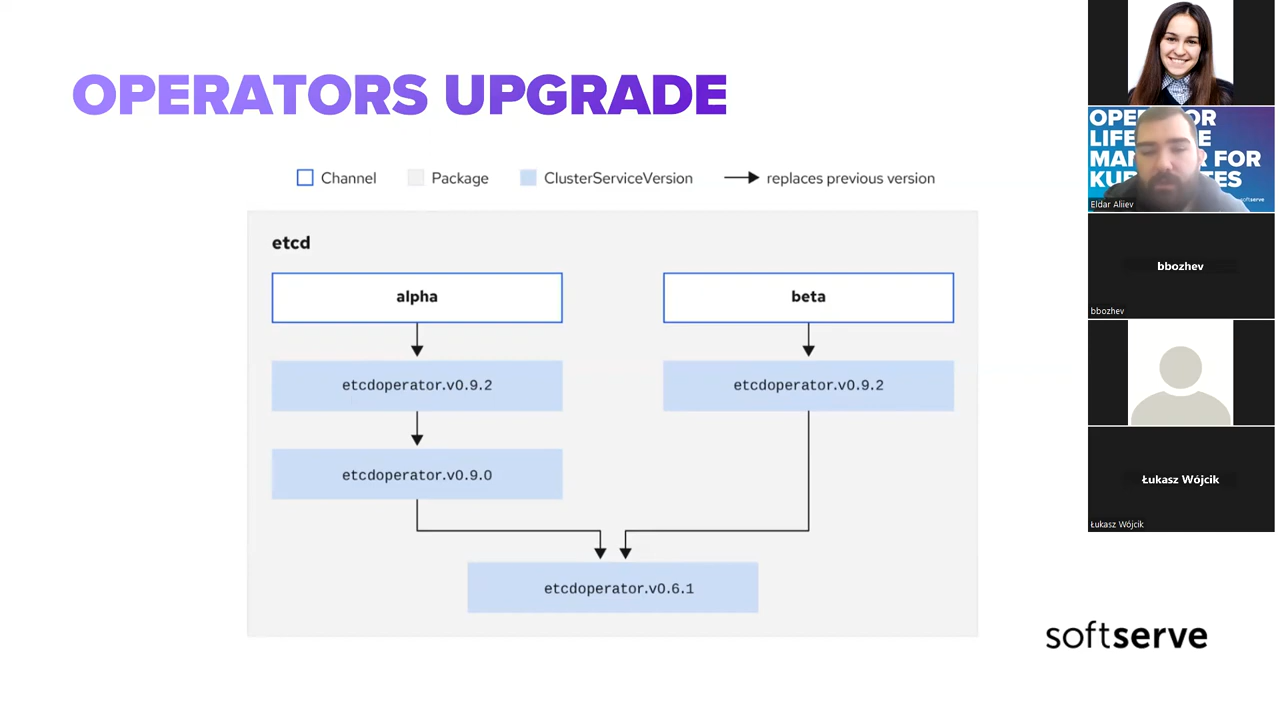 OPERATORS UPGRADE
Channel
Package
ClusterServiceVersion
replaces previous version
etcd
alpha
beta
etcdoperator.v0.9.2
etcdoperator.v0.9.2
etcdoperator.v0.9.0
etcdoperator.v0.6.1
softserve
Eldar Aliiev
softserve
bbozhev
bbozhev
Łukasz Wójcik
Łukasz Wójcik